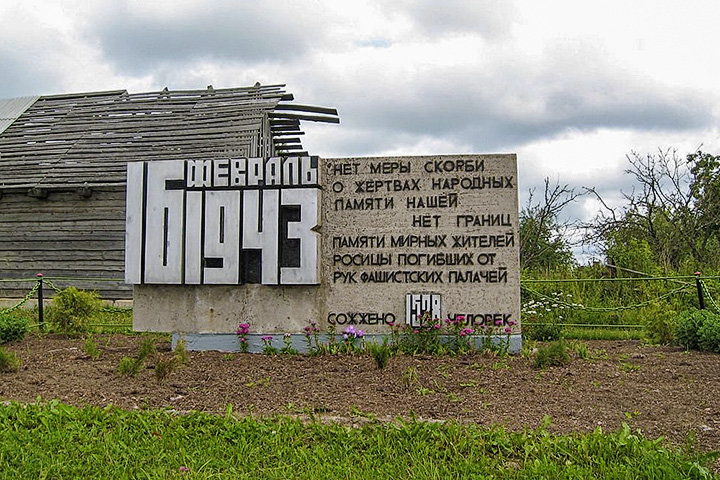 16 ФЕВРАЛЬ
1943
НЕТ МЕРЫ СКОРБИ
О ЖЕРТВАХ НАРОДНЫХ
ПАМЯТИ НАШЕЙ
НЕТ ГРАНИЦ
ПАМЯТИ МИРНЫХ ЖИТЕЛЕЙ
РОСИЦЫ ПОГИБШИХ ОТ
РУК ФАШИСТСКИХ ПАЛАЧЕЙ
СОЖЖЕНО 1528 ЧЕЛОВЕК